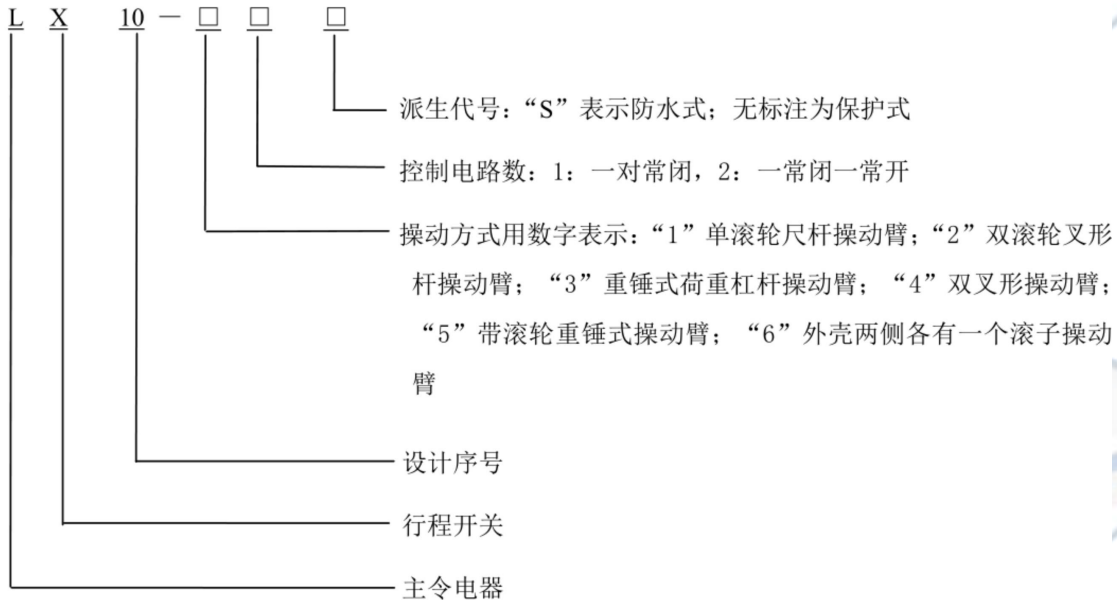 L X 10－□ □ □
派生代号：“S”表示防水式；无标注为保护式
控制电路数：1：一对常闭，2：一常闭一常开
操动方式用数字表示：“1”单滚轮尺杆操动臂；“2”双滚轮叉形
杆操动臂；“3”重锤式荷重杠杆操动臂；“4”双叉形操动臂；
“5”带滚轮重锤式操动臂；“6”外壳两侧各有一个滚子操动
臂
设计序号
行程开关
主令电器